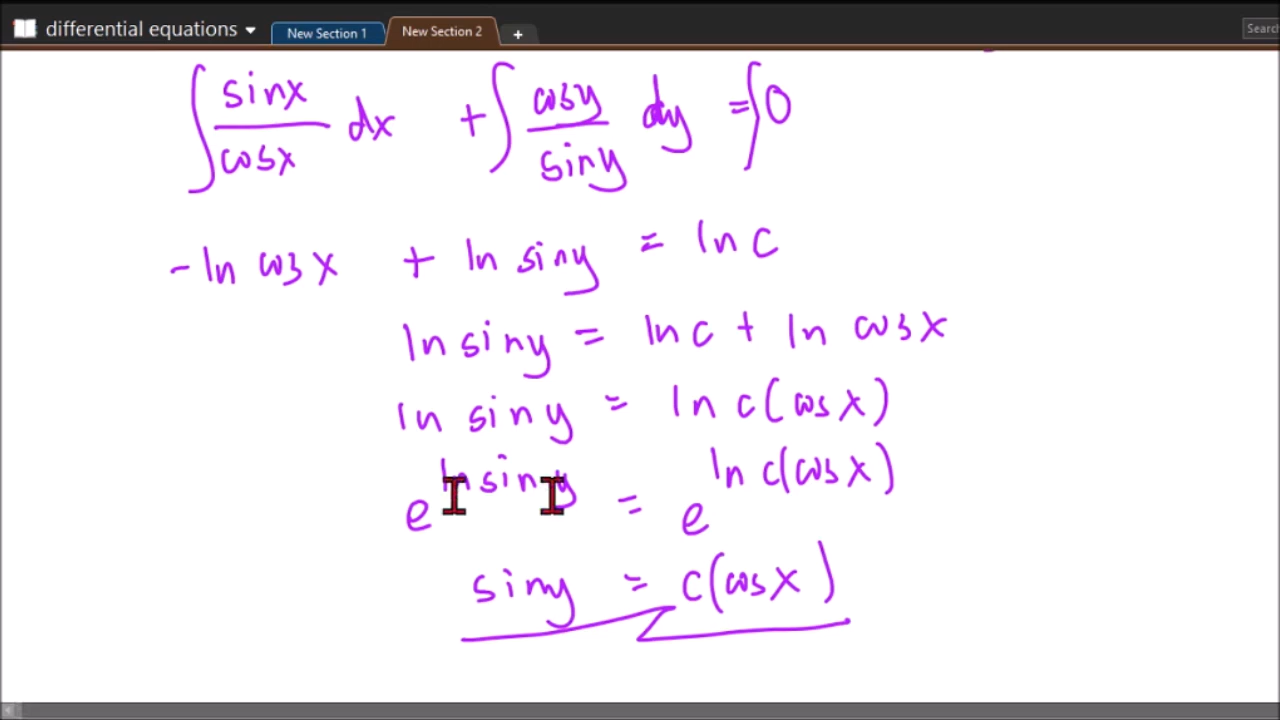 differential equations
New Section 1
New Section 2
+
Search
∫ sinx/cosx dx + ∫ cosy/siny dy = ∫0
-ln cosx + ln siny = ln c
ln siny = ln c + ln cosx
ln siny = ln c(cosx)
e^(ln siny) = e^(ln c(cosx))
siny = c(cosx)